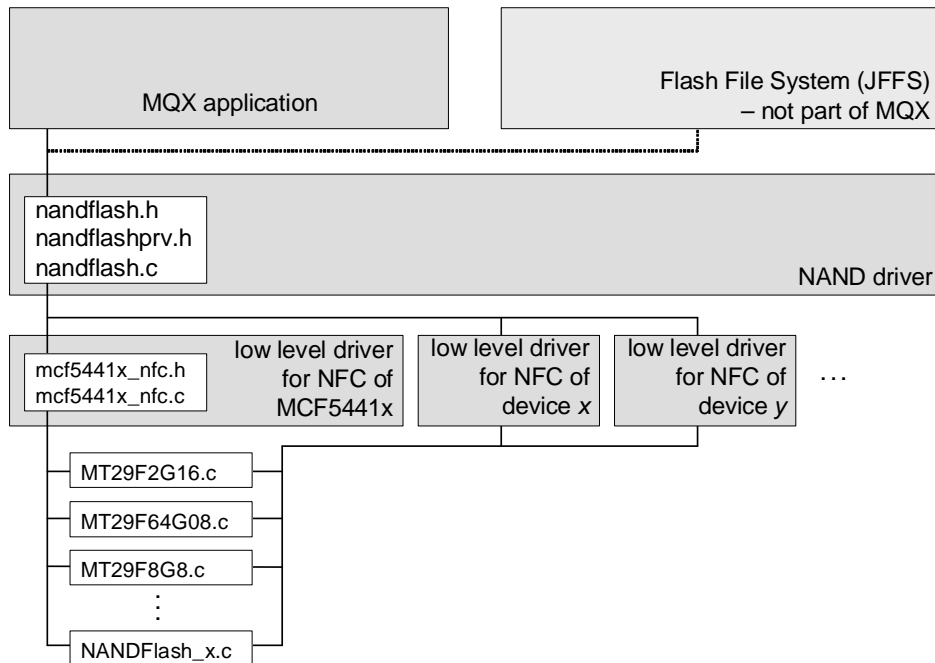 MQX application
Flash File System (JFFS)
– not part of MQX
nandflash.h
nandflashprv.h
nandflash.c
NAND driver
mcf5441x_nfc.h
mcf5441x_nfc.c
low level driver
for NFC of
MCF5441x
low level driver
for NFC of
device x
low level driver
for NFC of
device y
...
MT29F2G16.c
MT29F64G08.c
MT29F8G8.c
NANDFlash_x.c